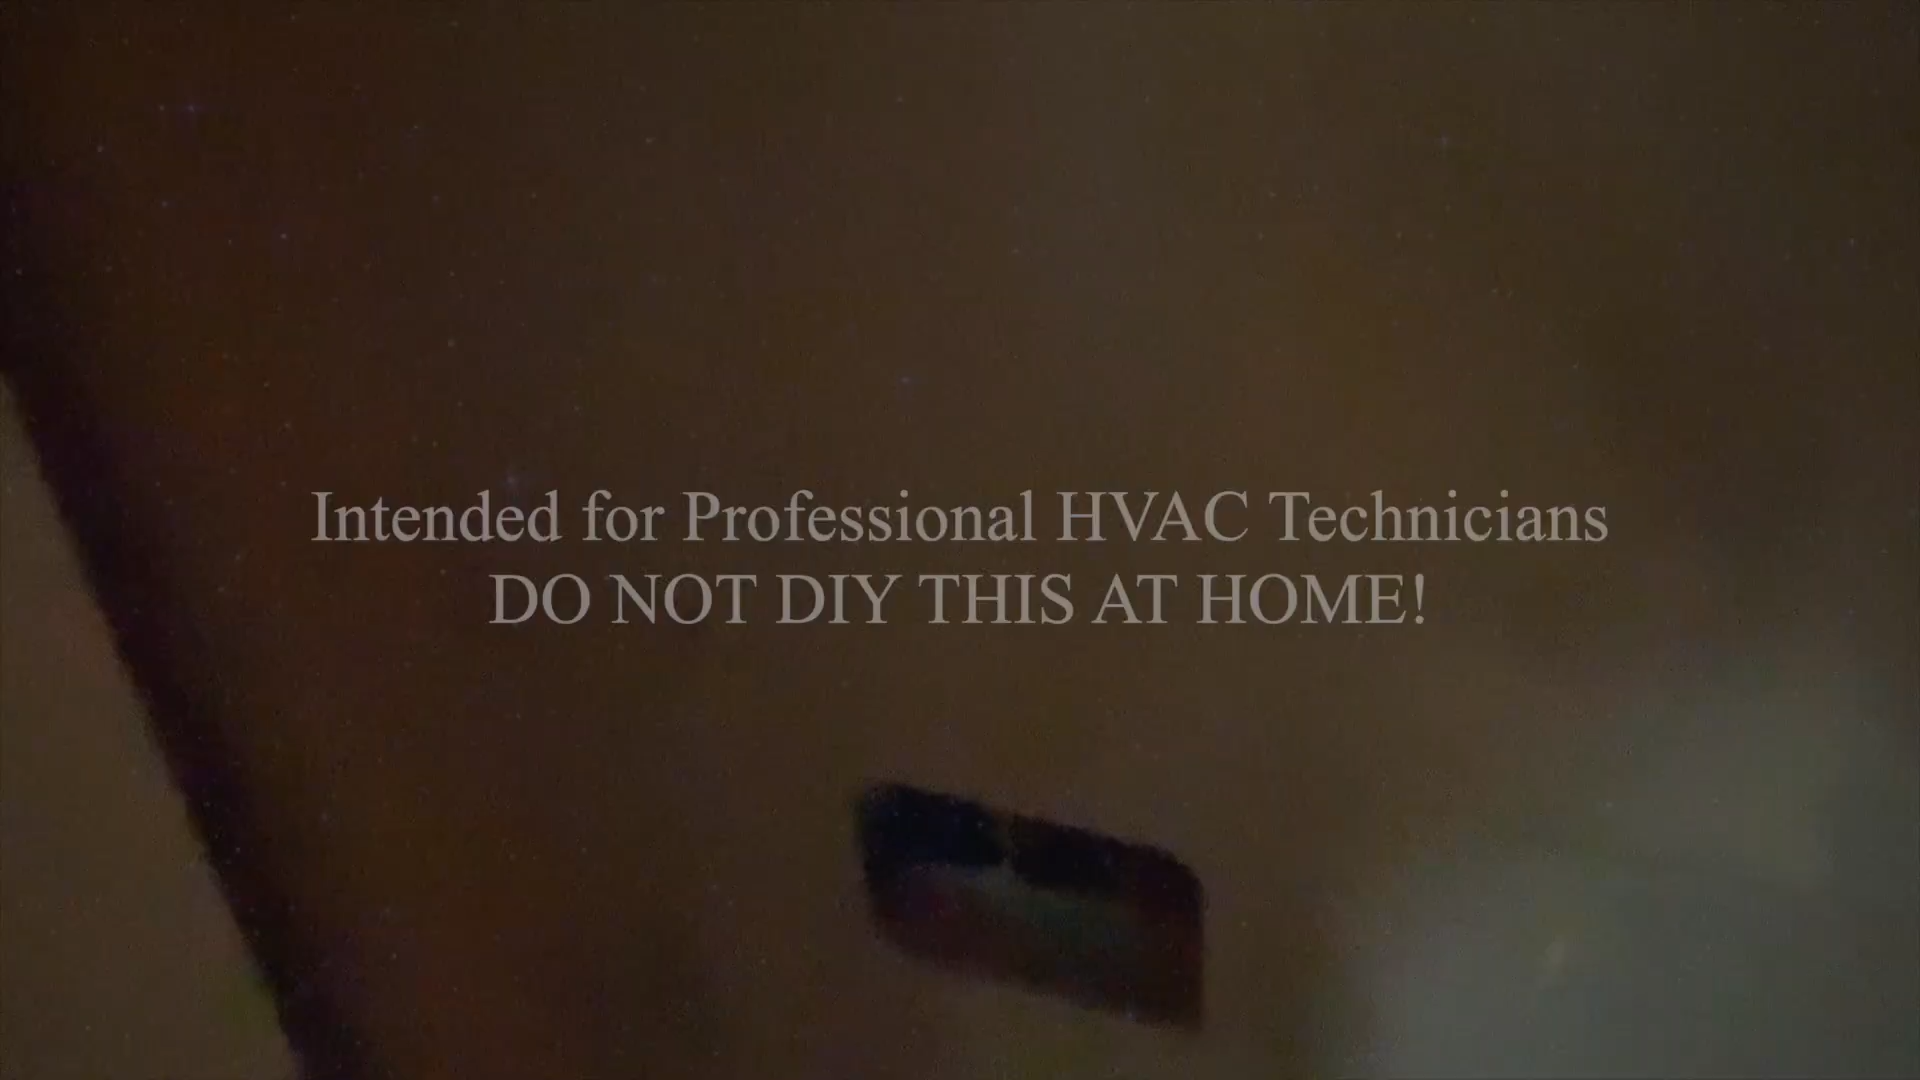 Intended for Professional HVAC Technicians
DO NOT DIY THIS AT HOME!